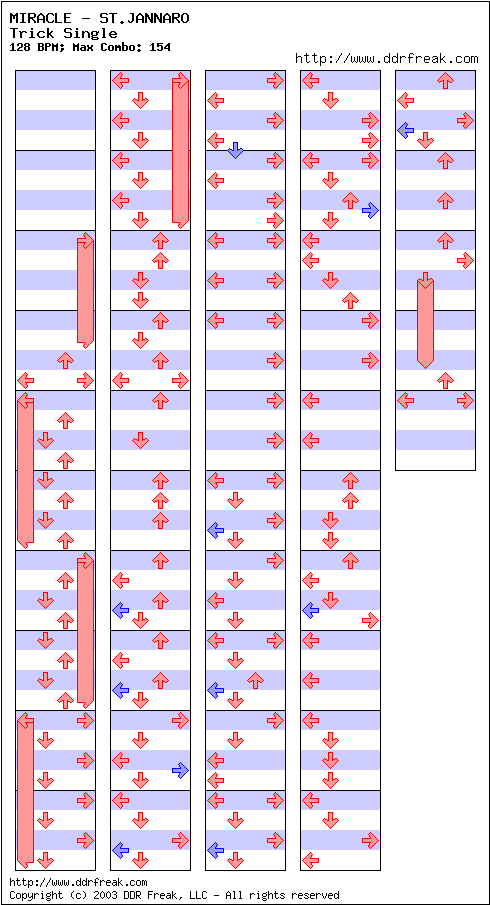 MIRACLE - ST.JANNARO
Trick Single
128 BPM; Max Combo: 154
http://www.ddrfreak.com
http://www.ddrfreak.com
Copyright (c) 2003 DDR Freak, LLC - All rights reserved